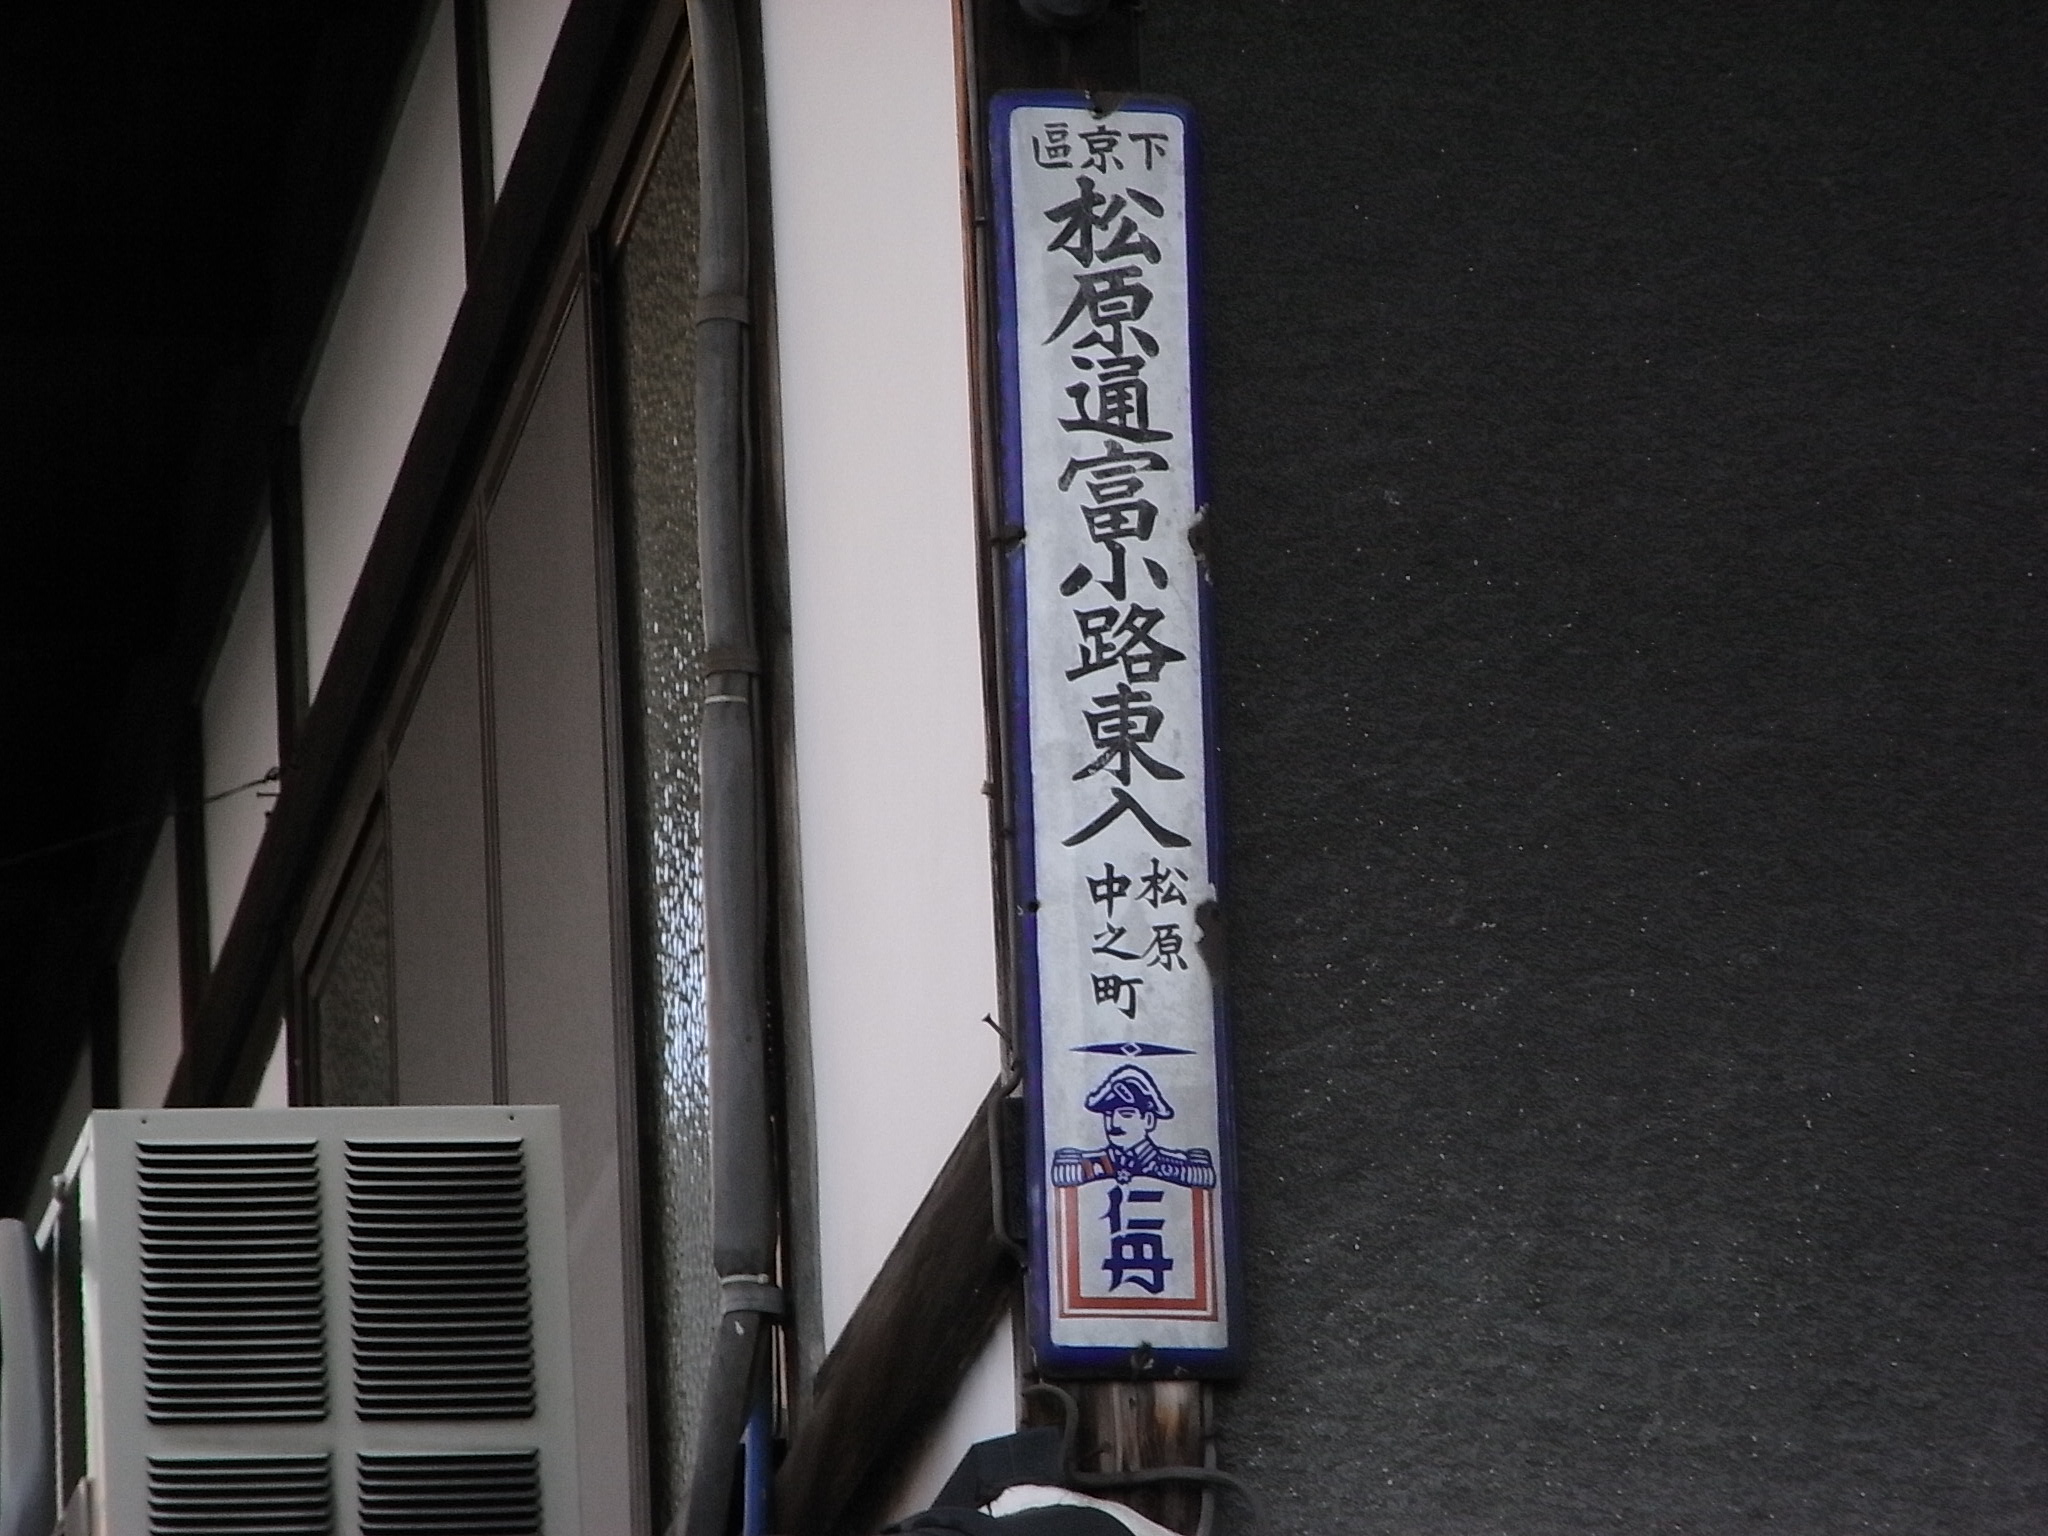 下京區
松原通富小路東入
松原
中之町
仁丹